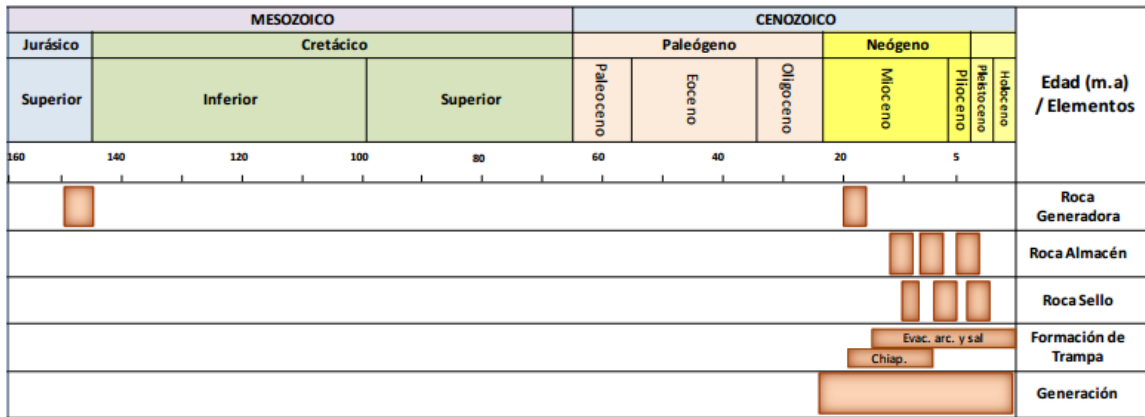 MESOZOICO CENOZOICO
Jurásico Cretácico Paleógeno Neógeno
Superior Inferior Superior Paleoceno Eoceno Oligoceno Mioceno Plioceno Pleistoceno Holoceno
Edad (m.a)
/ Elementos
160 140 120 100 80 60 40 20 5
Roca
Generadora
Roca Almacén
Roca Sello
Evac. arc. y sal
Chiap.
Formación de
Trampa
Generación